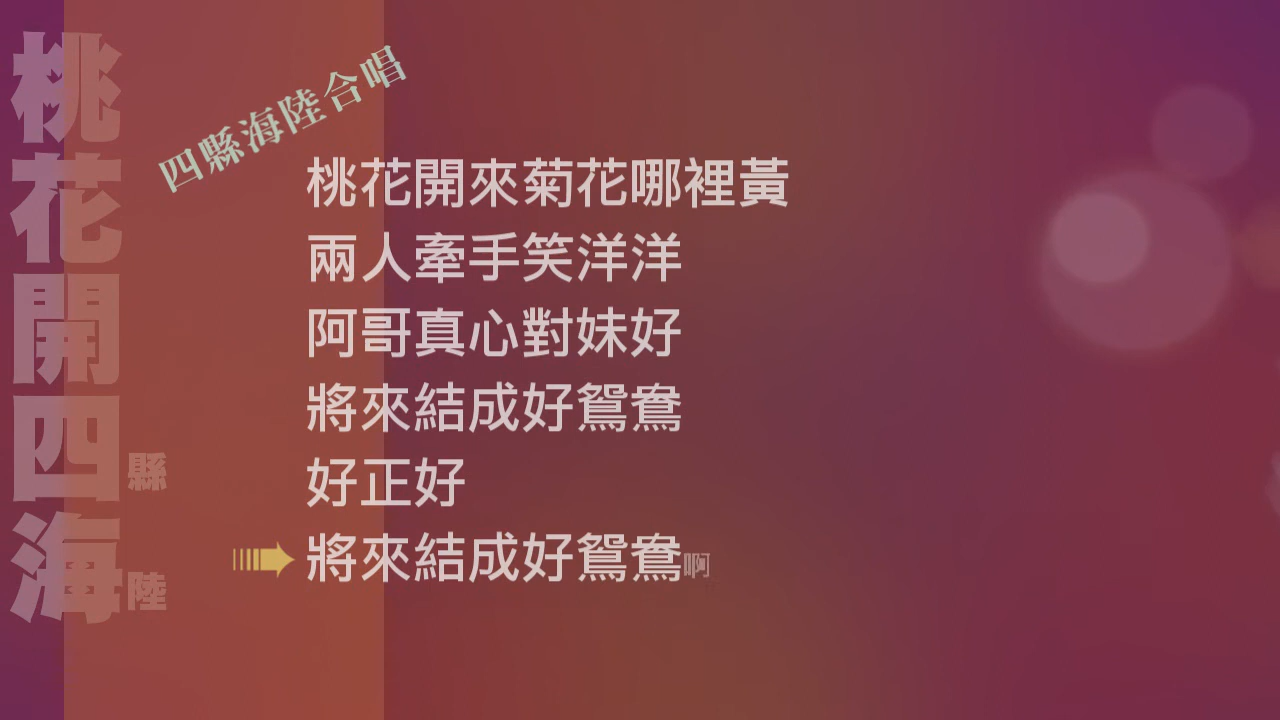 桃花開四縣海陸
四縣海陸合唱
桃花開來菊花哪裡黃
兩人牽手笑洋洋
阿哥真心對妹好
將來結成好鴛鴦
好正好
將來結成好鴛鴦啊